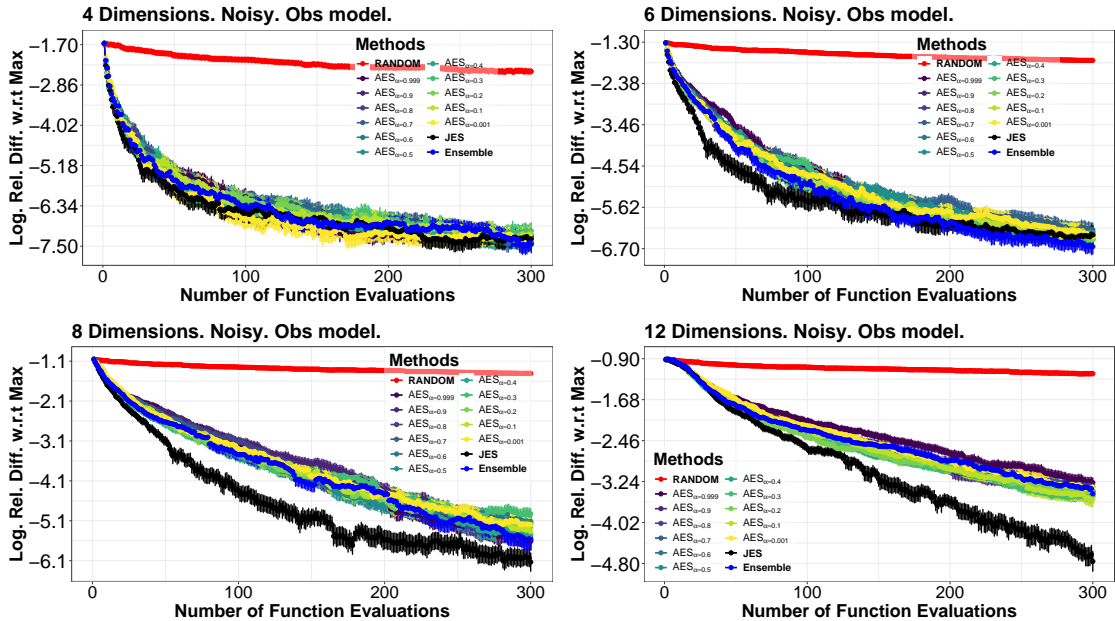 4 Dimensions. Noisy. Obs model.
Log. Rel. Diff. w.r.t Max
−1.70
−2.86
−4.02
−5.18
−6.34
−7.50
0
100
200
300
Number of Function Evaluations
Methods
RANDOM
AESα=0.999
AESα=0.9
AESα=0.8
AESα=0.7
AESα=0.6
AESα=0.5
AESα=0.4
AESα=0.3
AESα=0.2
AESα=0.1
AESα=0.001
JES
Ensemble
6 Dimensions. Noisy. Obs model.
Log. Rel. Diff. w.r.t Max
−1.30
−2.38
−3.46
−4.54
−5.62
−6.70
0
100
200
300
Number of Function Evaluations
Methods
RANDOM
AESα=0.999
AESα=0.9
AESα=0.8
AESα=0.7
AESα=0.6
AESα=0.5
AESα=0.4
AESα=0.3
AESα=0.2
AESα=0.1
AESα=0.001
JES
Ensemble
8 Dimensions. Noisy. Obs model.
Log. Rel. Diff. w.r.t Max
−1.1
−2.1
−3.1
−4.1
−5.1
−6.1
0
100
200
300
Number of Function Evaluations
Methods
RANDOM
AESα=0.999
AESα=0.9
AESα=0.8
AESα=0.7
AESα=0.6
AESα=0.5
AESα=0.4
AESα=0.3
AESα=0.2
AESα=0.1
AESα=0.001
JES
Ensemble
12 Dimensions. Noisy. Obs model.
Log. Rel. Diff. w.r.t Max
−0.90
−1.68
−2.46
−3.24
−4.02
−4.80
0
100
200
300
Number of Function Evaluations
Methods
RANDOM
AESα=0.999
AESα=0.9
AESα=0.8
AESα=0.7
AESα=0.6
AESα=0.5
AESα=0.4
AESα=0.3
AESα=0.2
AESα=0.1
AESα=0.001
JES
Ensemble